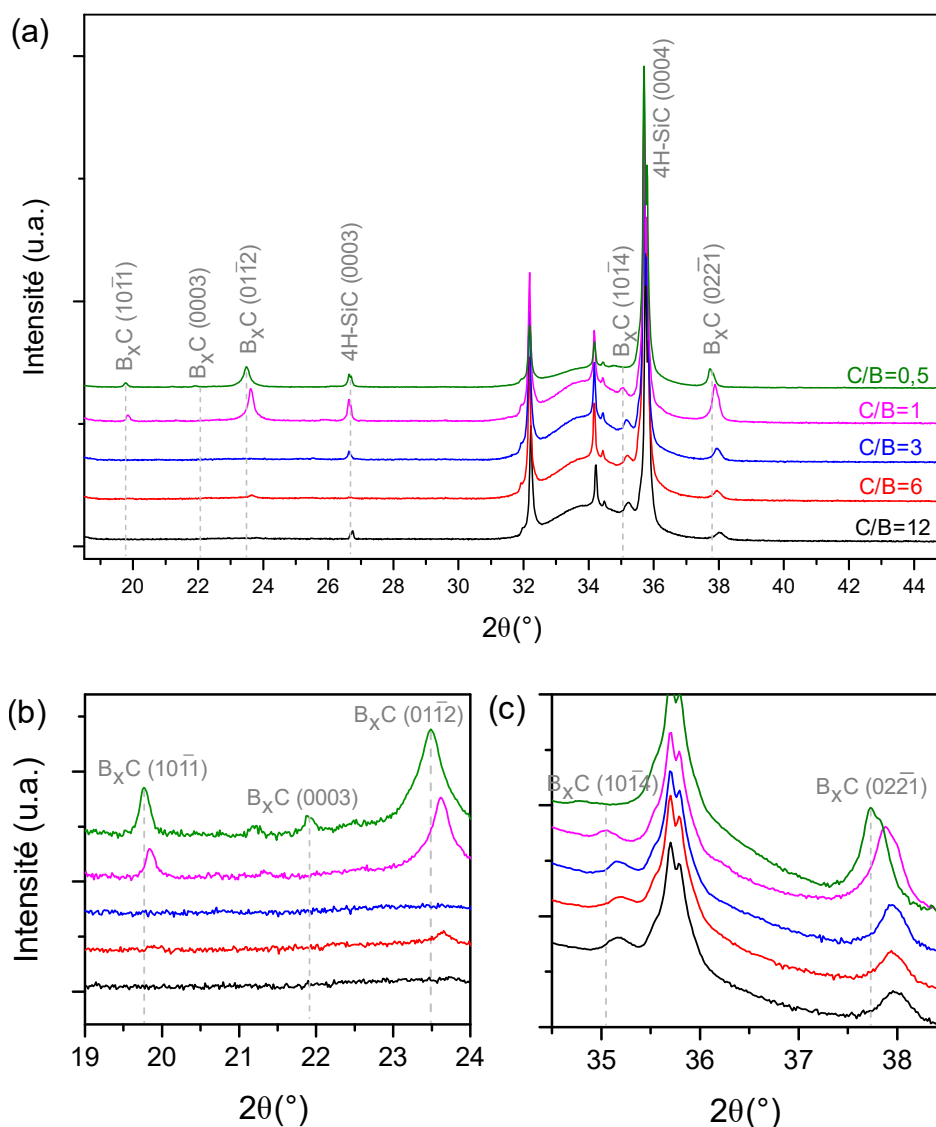 (a)
Intensité (u.a.)
BₓC (101̅1)
BₓC (0003)
BₓC (011̅2)
4H-SiC (0003)
BₓC (101̅4)
4H-SiC (0004)
BₓC (022̅1)
C/B=0,5
C/B=1
C/B=3
C/B=6
C/B=12
20 22 24 26 28 30 32 34 36 38 40 42 44
2θ(°)
(b)
Intensité (u.a.)
BₓC (101̅1)
BₓC (0003)
BₓC (011̅2)
19 20 21 22 23 24
2θ(°)
(c)
BₓC (101̅4)
BₓC (022̅1)
35 36 37 38
2θ(°)